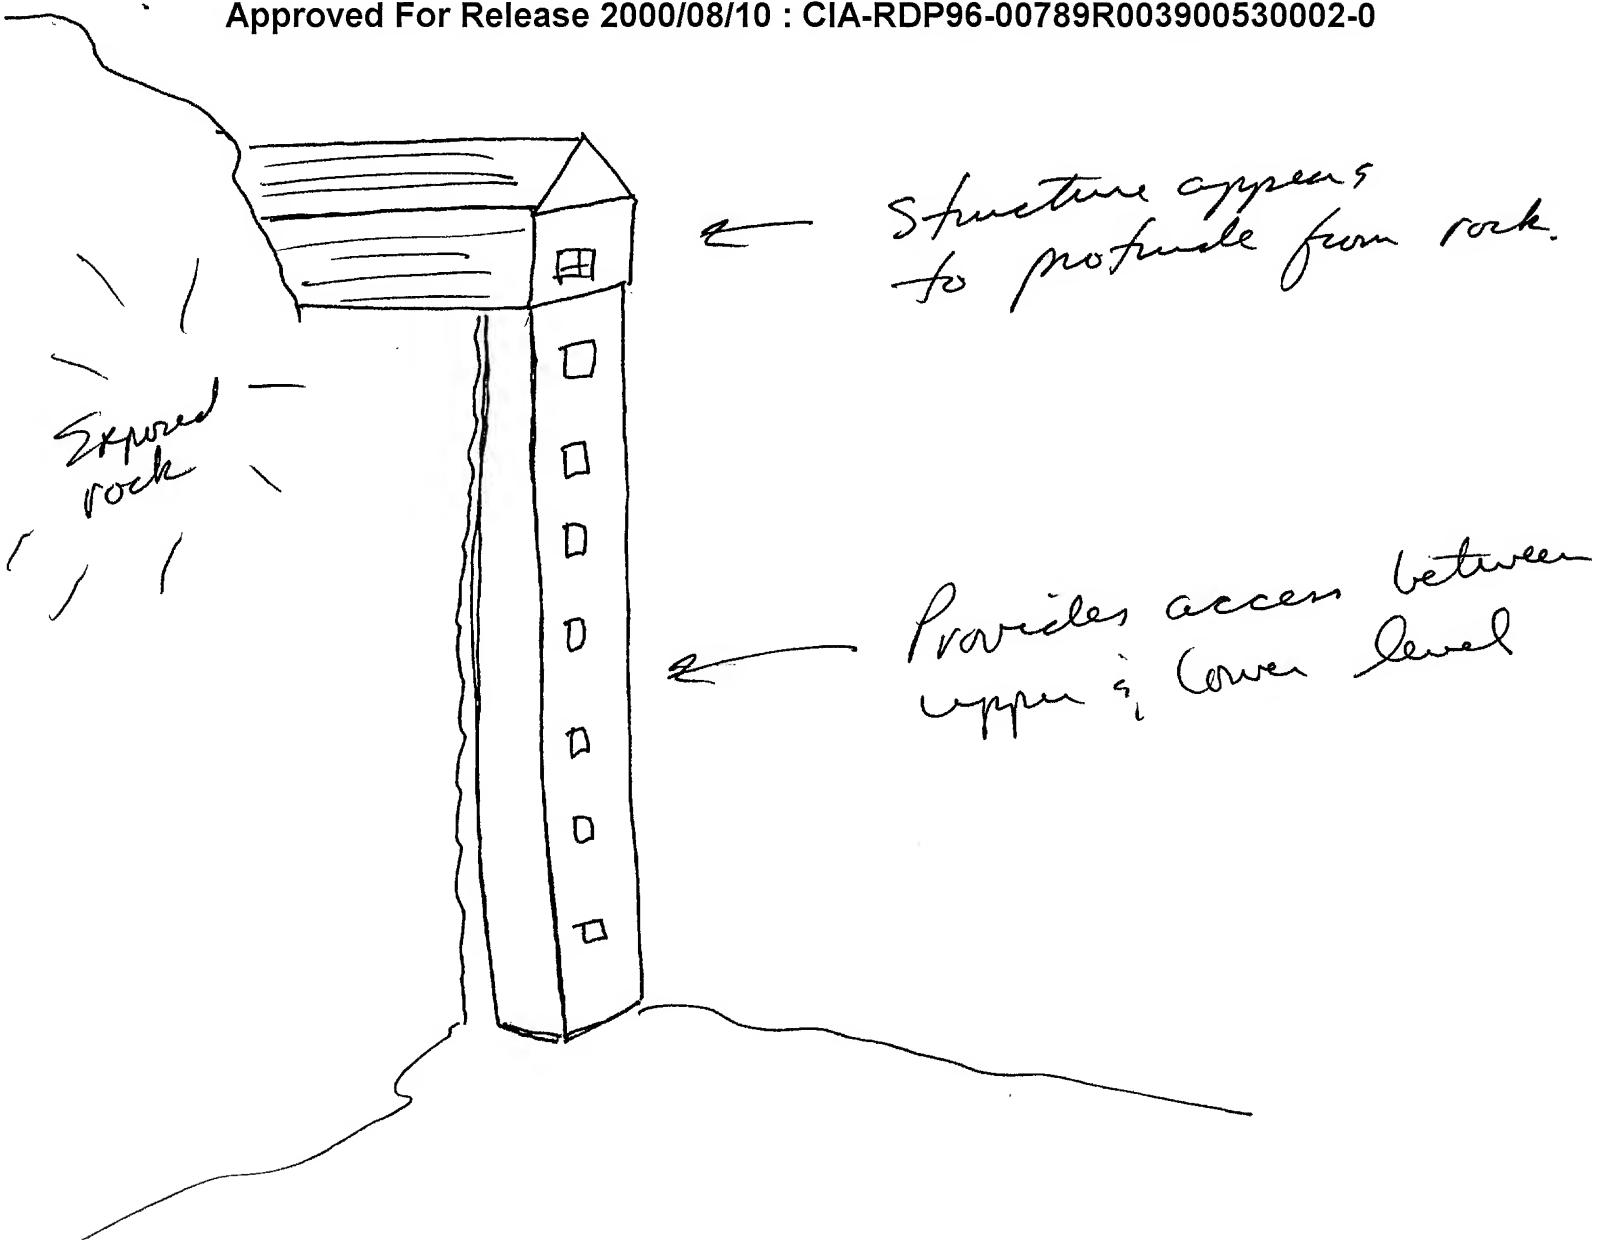 Approved For Release 2000/08/10 : CIA-RDP96-00789R003900530002-0
Structure appears
to protrude from rock.
Exposed
rock
Provides access between
upper & lower level